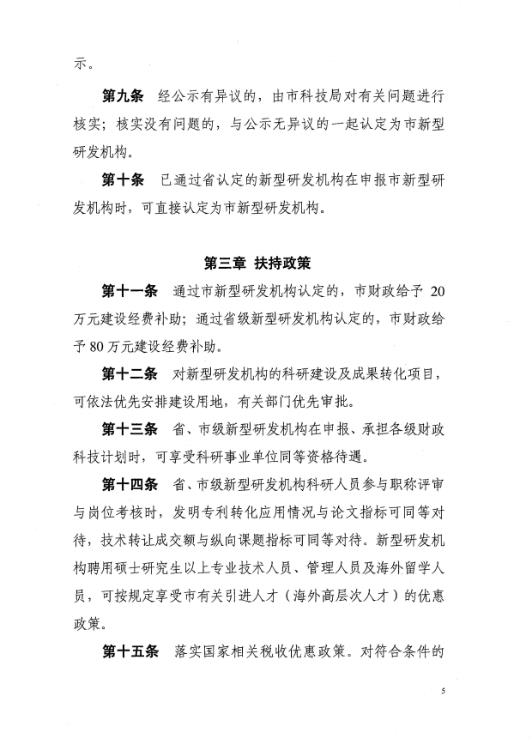 示。
第九条 经公示有异议的，由市科技局对有关问题进行
核实；核实没有问题的，与公示无异议的一起认定为市新型
研发机构。
第十条 已通过省认定的新型研发机构在申报市新型研
发机构时，可直接认定为市新型研发机构。
第三章 扶持政策
第十一条 通过市新型研发机构认定的，市财政给予 20
万元建设经费补助；通过省级新型研发机构认定的，市财政给
予 80 万元建设经费补助。
第十二条 对新型研发机构的科研建设及成果转化项目，
可依法优先安排建设用地，有关部门优先审批。
第十三条 省、市级新型研发机构在申报、承担各级财政
科技计划时，可享受科研事业单位同等资格待遇。
第十四条 省、市级新型研发机构科研人员参与职称评审
与岗位考核时，发明专利转化应用情况与论文指标可同等对
待，技术转让成交额与纵向课题指标可同等对待。新型研发机
构聘用硕士研究生以上专业技术人员、管理人员及海外留学人
员，可按规定享受市有关引进人才（海外高层次人才）的优惠
政策。
第十五条 落实国家相关税收优惠政策。对符合条件的
5